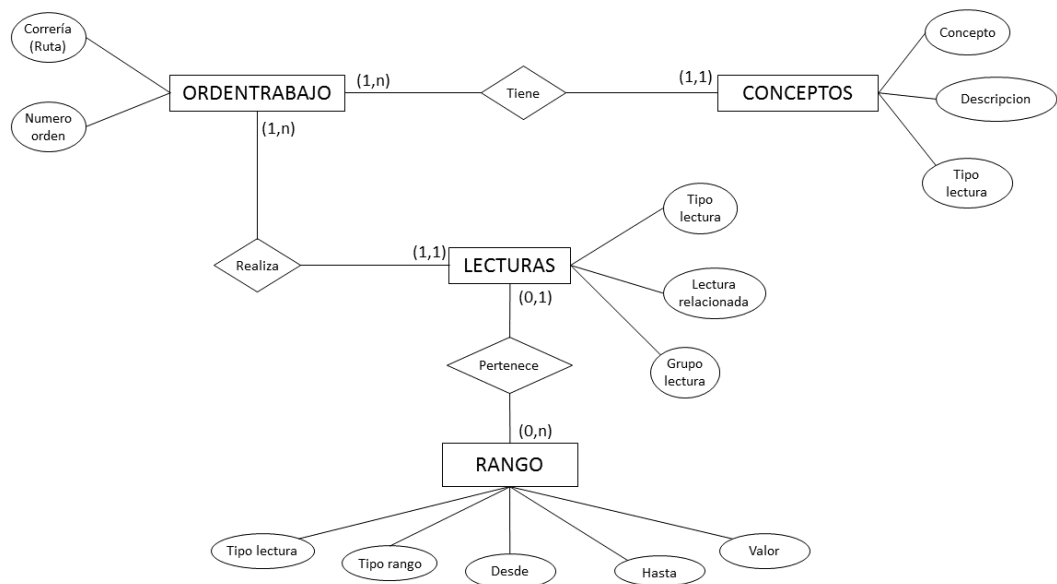 Correría
(Ruta)
Concepto
ORDENTRABAJO
(1,n)
Tiene
(1,1)
CONCEPTOS
Descripcion
Numero
orden
(1,n)
Tipo
lectura
Tipo
lectura
Realiza
(1,1)
LECTURAS
(0,1)
Lectura
relacionada
Pertenece
Grupo
lectura
(0,n)
RANGO
Tipo lectura
Tipo rango
Desde
Hasta
Valor